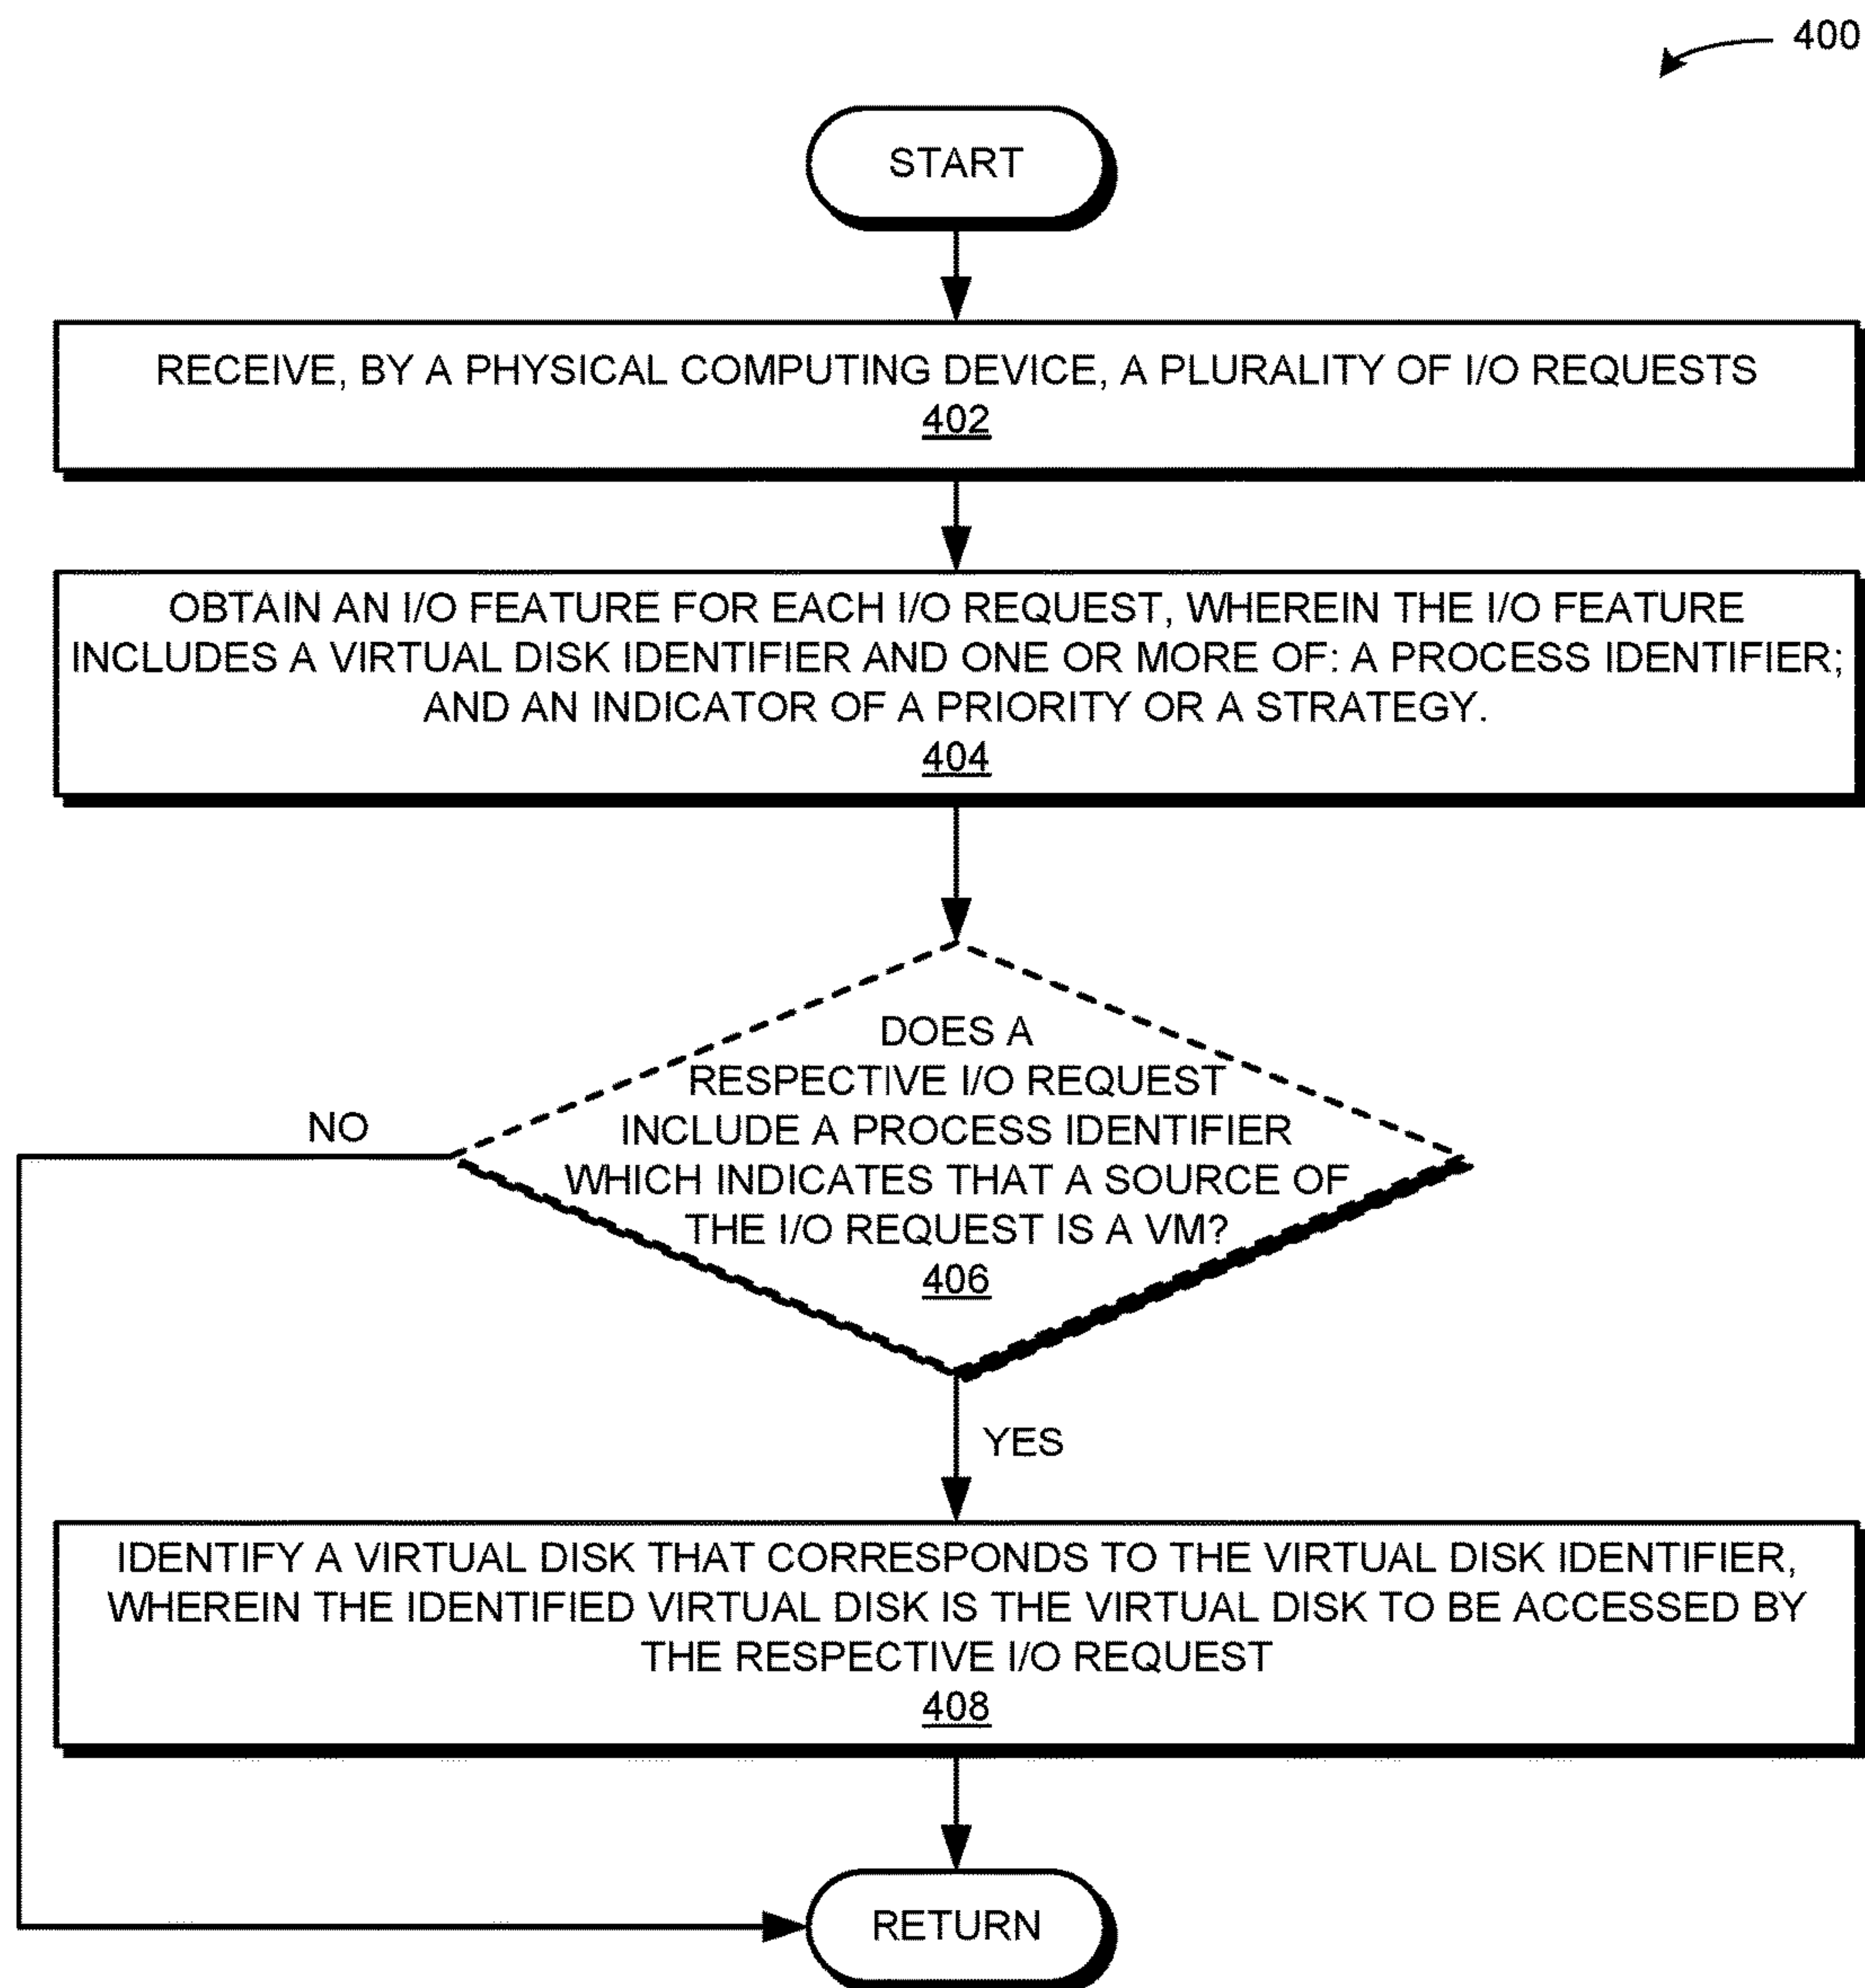 400
START
RECEIVE, BY A PHYSICAL COMPUTING DEVICE, A PLURALITY OF I/O REQUESTS
402
OBTAIN AN I/O FEATURE FOR EACH I/O REQUEST, WHEREIN THE I/O FEATURE
INCLUDES A VIRTUAL DISK IDENTIFIER AND ONE OR MORE OF: A PROCESS IDENTIFIER;
AND AN INDICATOR OF A PRIORITY OR A STRATEGY.
404
DOES A
RESPECTIVE I/O REQUEST
INCLUDE A PROCESS IDENTIFIER
WHICH INDICATES THAT A SOURCE OF
THE I/O REQUEST IS A VM?
406
NO
YES
IDENTIFY A VIRTUAL DISK THAT CORRESPONDS TO THE VIRTUAL DISK IDENTIFIER,
WHEREIN THE IDENTIFIED VIRTUAL DISK IS THE VIRTUAL DISK TO BE ACCESSED BY
THE RESPECTIVE I/O REQUEST
408
RETURN